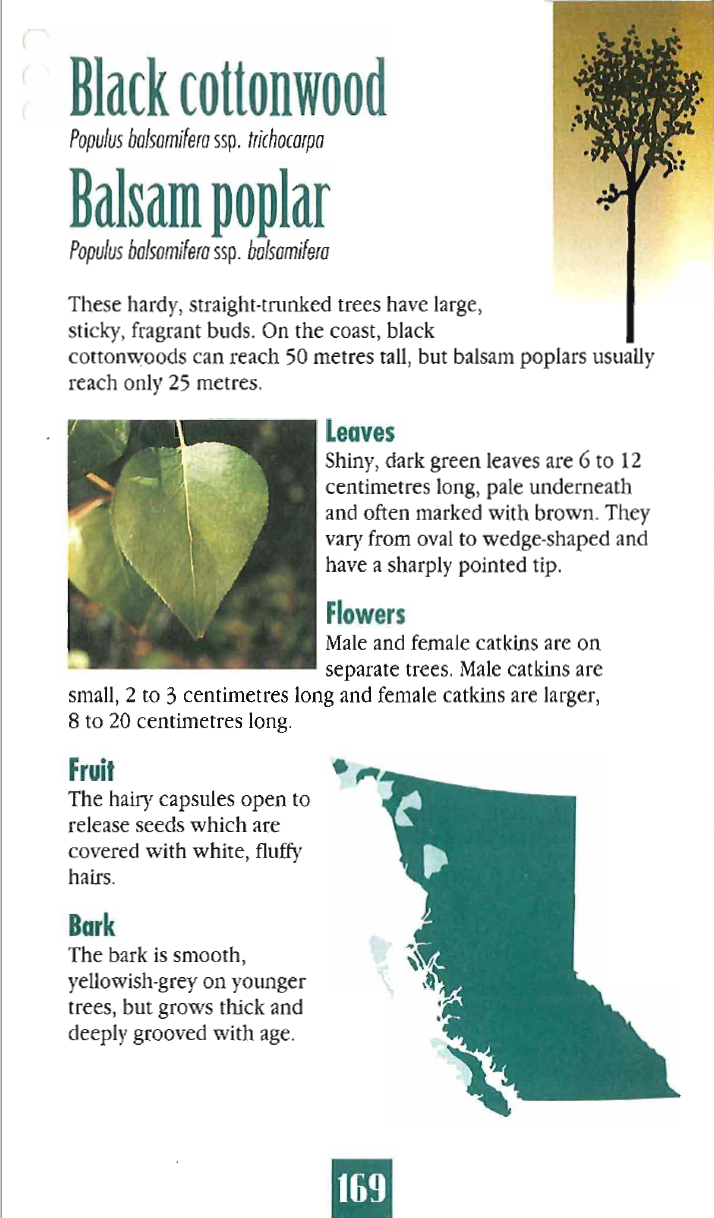 Black cottonwood
Populus balsamifera ssp. trichocarpa
Balsam poplar
Populus balsamifera ssp. balsamifera
These hardy, straight-trunked trees have large,
sticky, fragrant buds. On the coast, black
cottonwoods can reach 50 metres tall, but balsam poplars usually
reach only 25 metres.
Leaves
Shiny, dark green leaves are 6 to 12
centimetres long, pale underneath
and often marked with brown. They
vary from oval to wedge-shaped and
have a sharply pointed tip.
Flowers
Male and female catkins are on
separate trees. Male catkins are
small, 2 to 3 centimetres long and female catkins are larger,
8 to 20 centimetres long.
Fruit
The hairy capsules open to
release seeds which are
covered with white, fluffy
hairs.
Bark
The bark is smooth,
yellowish-grey on younger
trees, but grows thick and
deeply grooved with age.
169